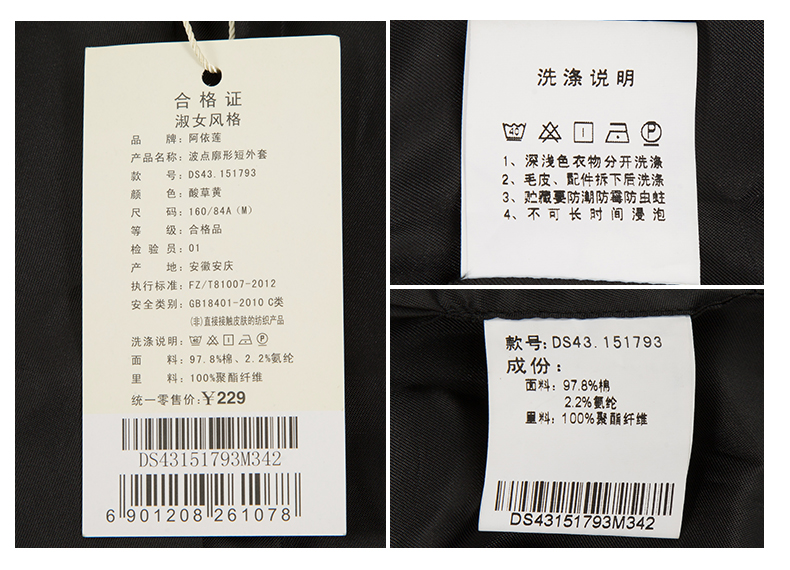 合格证
淑女风格
品 牌: 阿依莲
产品名称: 波点廓形短外套
款 号: DS43.151793
颜 色: 酸草黄
尺 码: 160/84A(M)
等 级: 合格品
检 验 员: 01
产 地: 安徽安庆
执行标准: FZ/T81007-2012
安全类别: GB18401-2010 C类
(非)直接接触皮肤的纺织产品
洗涤说明:
面 料: 97.8%棉、2.2%氨纶
里 料: 100%聚酯纤维
统一零售价: ¥229
DS43151793M342
6 901208 261078
洗涤说明
40
P
1、深浅色衣物分开洗涤
2、毛皮、配件拆下后洗涤
3、贮藏要防潮防霉防虫蛀
4、不可长时间浸泡
款号: DS43.151793
成份:
面料: 97.8%棉
2.2%氨纶
里料: 100%聚酯纤维
DS43151793M342